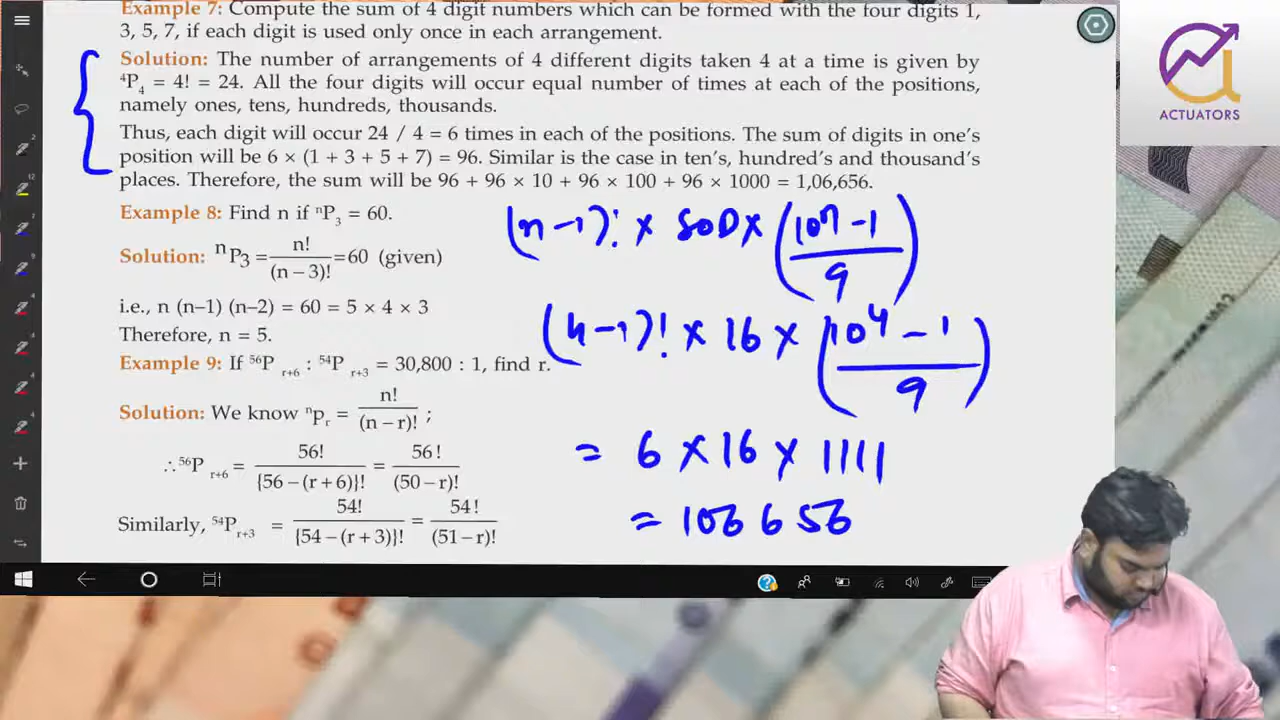 Example 7: Compute the sum of 4 digit numbers which can be formed with the four digits 1,
3, 5, 7, if each digit is used only once in each arrangement.
Solution: The number of arrangements of 4 different digits taken 4 at a time is given by
⁴P₄ = 4! = 24. All the four digits will occur equal number of times at each of the positions,
namely ones, tens, hundreds, thousands.
Thus, each digit will occur 24 / 4 = 6 times in each of the positions. The sum of digits in one's
position will be 6 × (1 + 3 + 5 + 7) = 96. Similar is the case in ten's, hundred's and thousand's
places. Therefore, the sum will be 96 + 96 × 10 + 96 × 100 + 96 × 1000 = 1,06,656.
Example 8: Find n if ⁿP₃ = 60.
Solution: ⁿP₃ = n!/(n – 3)! = 60 (given)
i.e., n (n–1) (n–2) = 60 = 5 × 4 × 3
Therefore, n = 5.
Example 9: If ⁵⁶P r+6 : ⁵⁴P r+3 = 30,800 : 1, find r.
Solution: We know ⁿpᵣ = n!/(n – r)! ;
∴ ⁵⁶P r+6 = 56!/{56 – (r + 6)}! = 56!/(50 – r)!
Similarly, ⁵⁴P r+3 = 54!/{54 – (r + 3)}! = 54!/(51 – r)!
(n-1)! × SOD × (10ⁿ - 1 / 9)
(4-1)! × 16 × (10⁴ - 1 / 9)
= 6 × 16 × 1111
= 106656
ACTUATORS